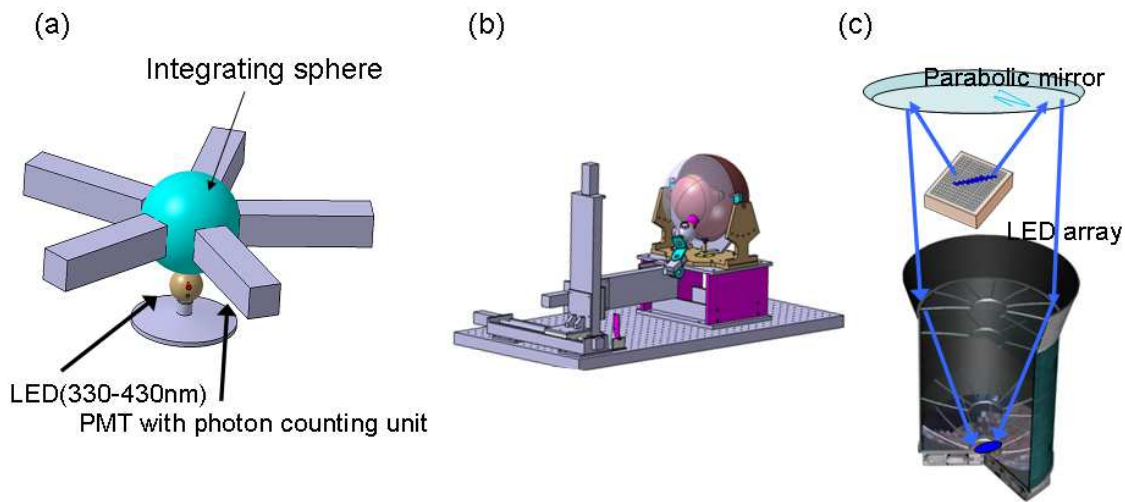 (a)
Integrating sphere
LED(330-430nm)
PMT with photon counting unit
(b)
(c)
Parabolic mirror
LED array